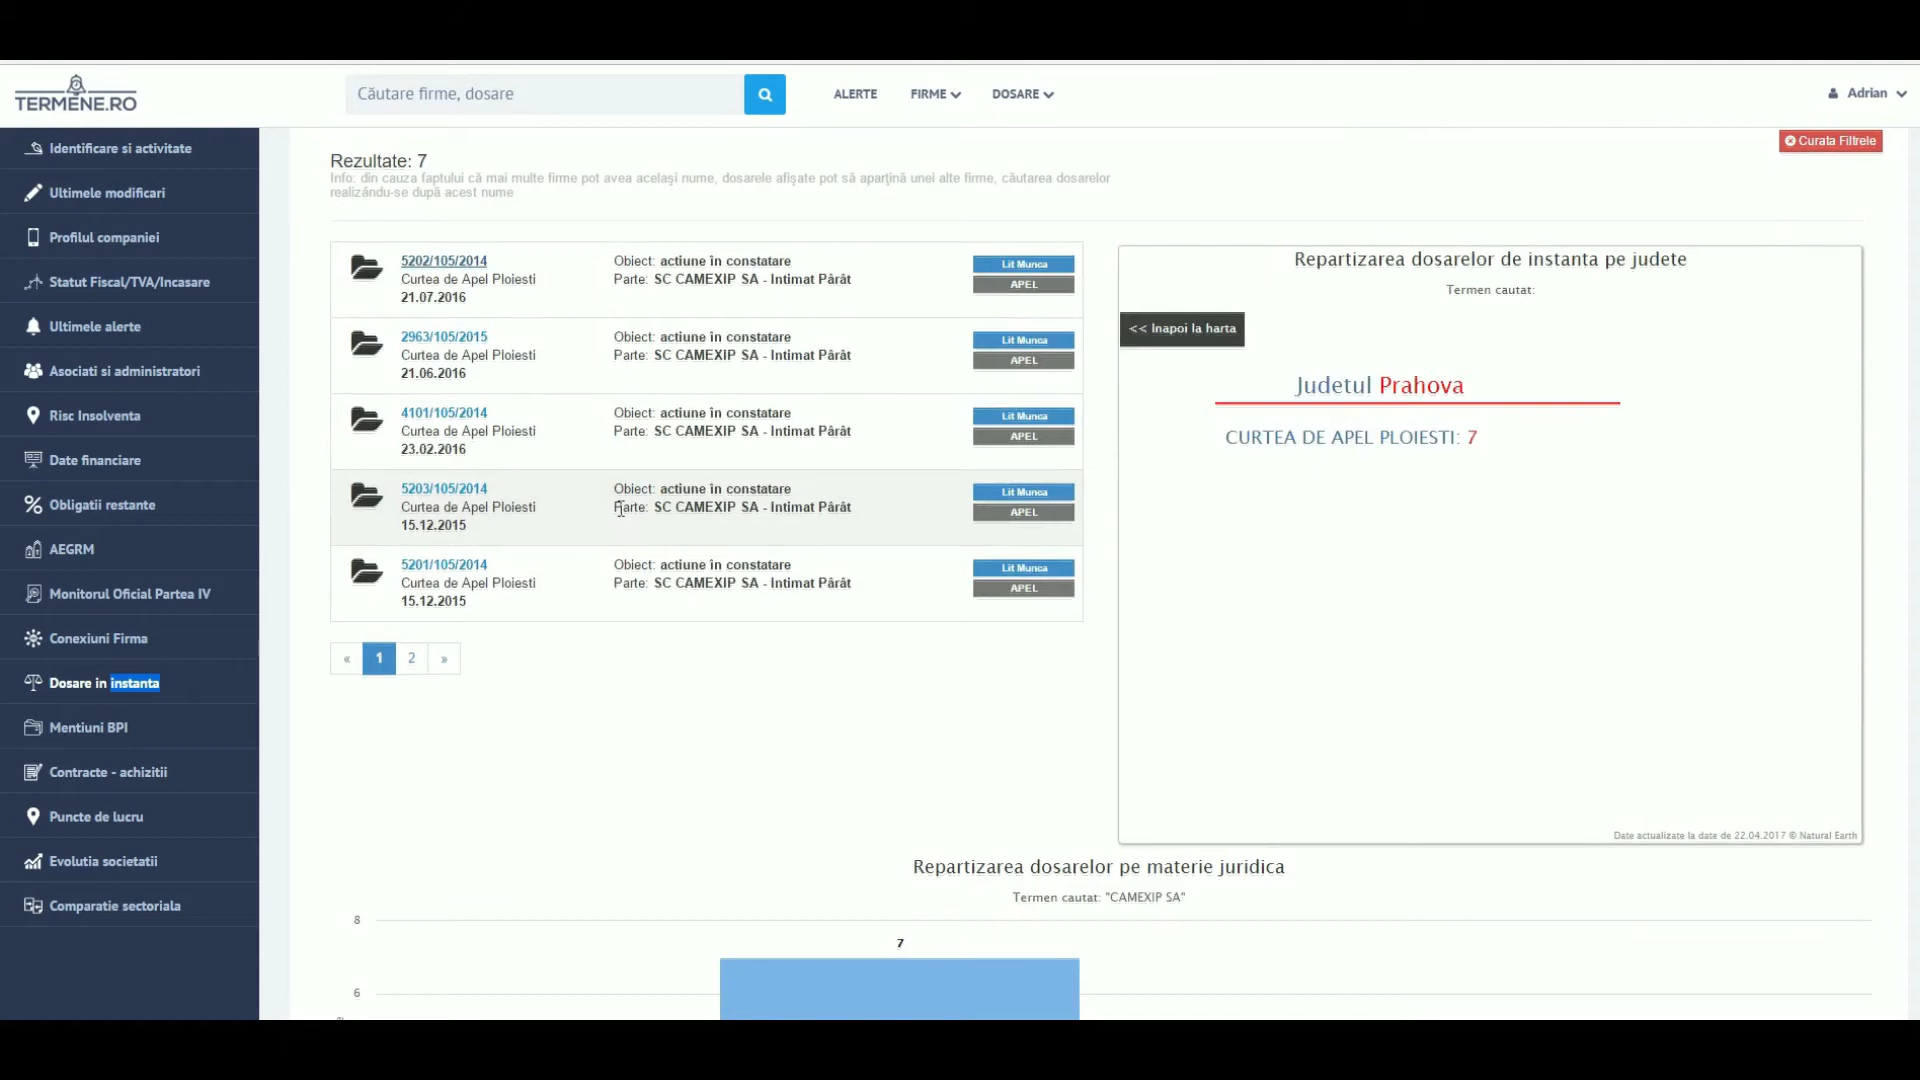 TERMENE.RO
Căutare firme, dosare
ALERTE
FIRME
DOSARE
Adrian
Identificare si activitate
Ultimele modificari
Profilul companiei
Statut Fiscal/TVA/Incasare
Ultimele alerte
Asociati si administratori
Risc Insolventa
Date financiare
Obligatii restante
AEGRM
Monitorul Oficial Partea IV
Conexiuni Firma
Dosare in instanta
Mentiuni BPI
Contracte - achizitii
Puncte de lucru
Evolutia societatii
Comparatie sectoriala
Curata Filtrele
Rezultate: 7
Info: din cauza faptului că mai multe firme pot avea același nume, dosarele afișate pot să aparțină unei alte firme, căutarea dosarelor
realizându-se după acest nume
5202/105/2014
Curtea de Apel Ploiesti
21.07.2016
Obiect: actiune în constatare
Parte: SC CAMEXIP SA - Intimat Pârât
Lit Munca
APEL
2963/105/2015
Curtea de Apel Ploiesti
21.06.2016
Obiect: actiune în constatare
Parte: SC CAMEXIP SA - Intimat Pârât
Lit Munca
APEL
4101/105/2014
Curtea de Apel Ploiesti
23.02.2016
Obiect: actiune în constatare
Parte: SC CAMEXIP SA - Intimat Pârât
Lit Munca
APEL
5203/105/2014
Curtea de Apel Ploiesti
15.12.2015
Obiect: actiune în constatare
Parte: SC CAMEXIP SA - Intimat Pârât
Lit Munca
APEL
5201/105/2014
Curtea de Apel Ploiesti
15.12.2015
Obiect: actiune în constatare
Parte: SC CAMEXIP SA - Intimat Pârât
Lit Munca
APEL
« 1 2 »
Repartizarea dosarelor de instanta pe judete
Termen cautat:
<< Inapoi la harta
Judetul Prahova
CURTEA DE APEL PLOIESTI: 7
Date actualizate la date de 22.04.2017 © Natural Earth
Repartizarea dosarelor pe materie juridica
Termen cautat: "CAMEXIP SA"
8
7
6